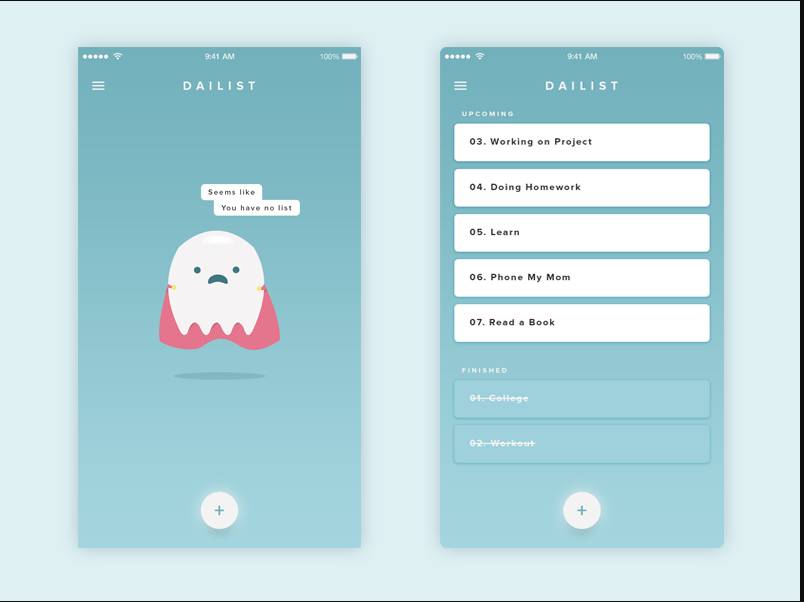 9:41 AM
100%
DAILIST
Seems like
You have no list
+
9:41 AM
100%
DAILIST
UPCOMING
03. Working on Project
04. Doing Homework
05. Learn
06. Phone My Mom
07. Read a Book
FINISHED
01. College
02. Workout
+